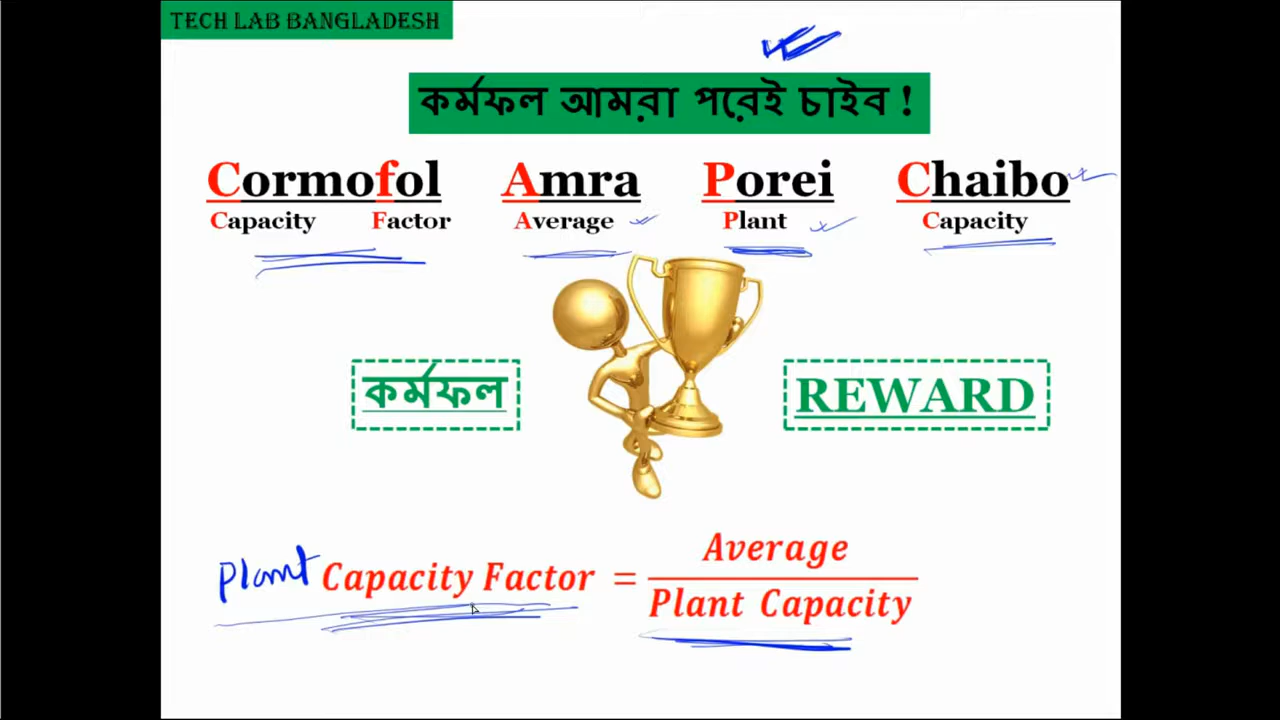 TECH LAB BANGLADESH
কর্মফল আমরা পরেই চাইব !
Cormofol Amra Porei Chaibo
Capacity Factor Average Plant Capacity
কর্মফল
REWARD
Average
Plant Capacity Factor =
Plant Capacity